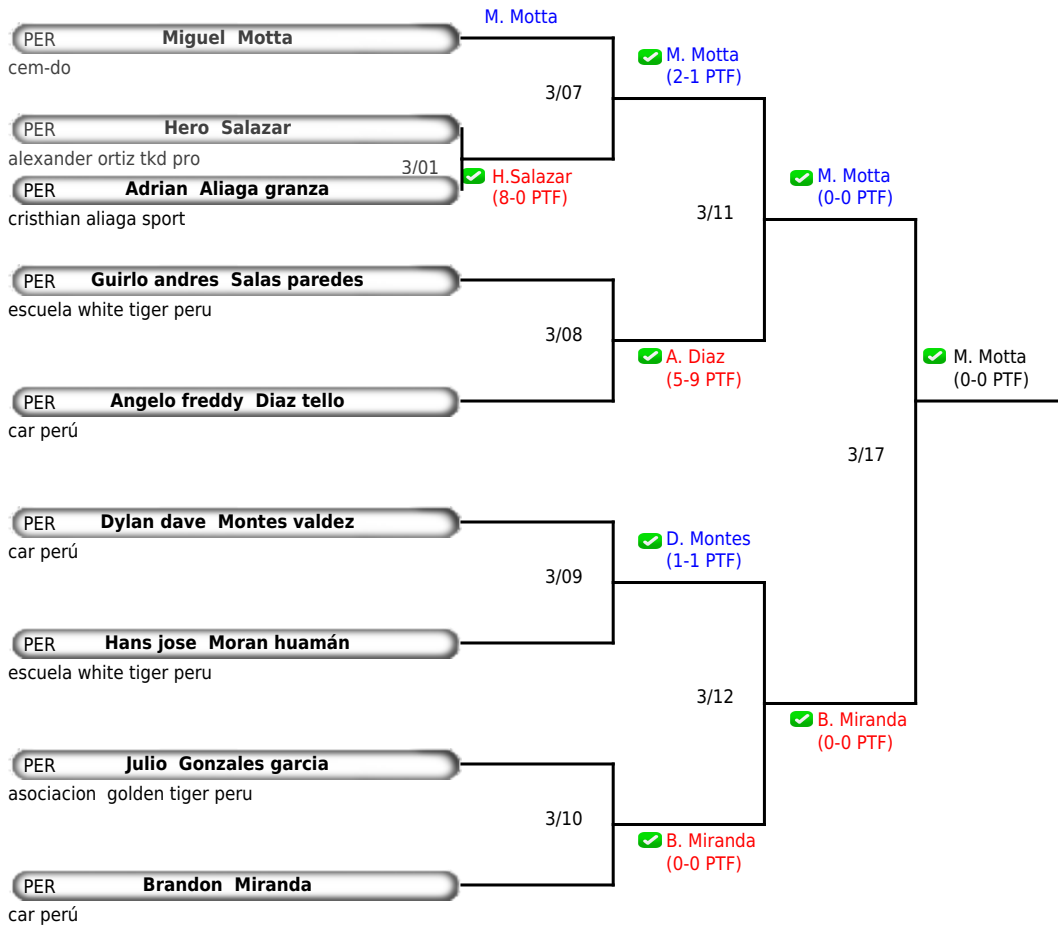 M. Motta
PER Miguel Motta
cem-do
M. Motta
(2-1 PTF)
3/07
PER Hero Salazar
alexander ortiz tkd pro
3/01
H.Salazar
(8-0 PTF)
PER Adrian Aliaga granza
cristhian aliaga sport
M. Motta
(0-0 PTF)
3/11
PER Guirlo andres Salas paredes
escuela white tiger peru
3/08
A. Diaz
(5-9 PTF)
M. Motta
(0-0 PTF)
PER Angelo freddy Diaz tello
car perú
3/17
PER Dylan dave Montes valdez
car perú
D. Montes
(1-1 PTF)
3/09
PER Hans jose Moran huamán
escuela white tiger peru
3/12
B. Miranda
(0-0 PTF)
PER Julio Gonzales garcia
asociacion golden tiger peru
3/10
B. Miranda
(0-0 PTF)
PER Brandon Miranda
car perú